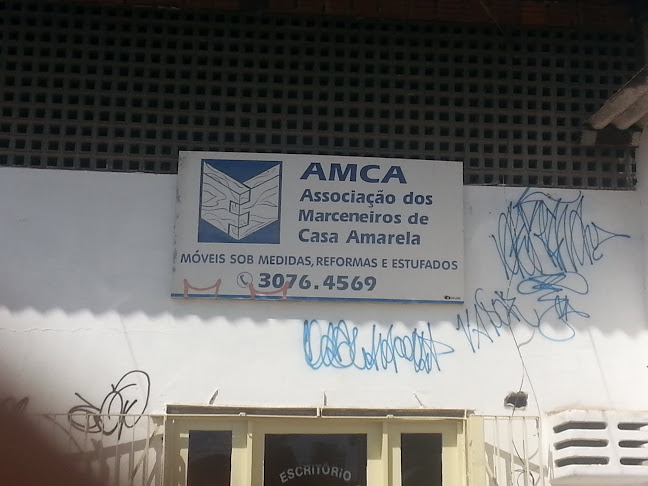 AMCA
Associação dos
Marceneiros de
Casa Amarela
MÓVEIS SOB MEDIDAS, REFORMAS E ESTUFADOS
3076.4569
ESCRITÓRIO